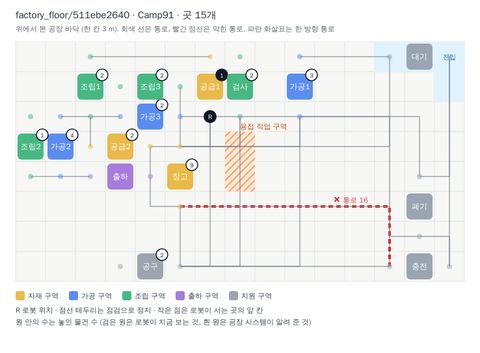 factory_floor/511ebe2640 · Camp91 · 곳 15개
위에서 본 공장 바닥 (한 칸 3 m). 회색 선은 통로, 빨간 점선은 막힌 통로, 파란 화살표는 한 방향 통로
대기
진입
2
2
1
2
3
조립1
조립3
공급1
검사
가공1
2
가공3
R
1
4
2
용접 작업 구역
조립2
가공2
공급2
9
출하
창고
✕ 통로 16
폐기
2
공구
충전
자재 구역
가공 구역
조립 구역
출하 구역
지원 구역
R 로봇 위치 · 점선 테두리는 점검으로 정지 · 작은 점은 로봇이 서는 곳의 앞 칸
원 안의 수는 놓인 물건 수 (검은 원은 로봇이 지금 보는 것, 흰 원은 공장 시스템이 알려 준 것)